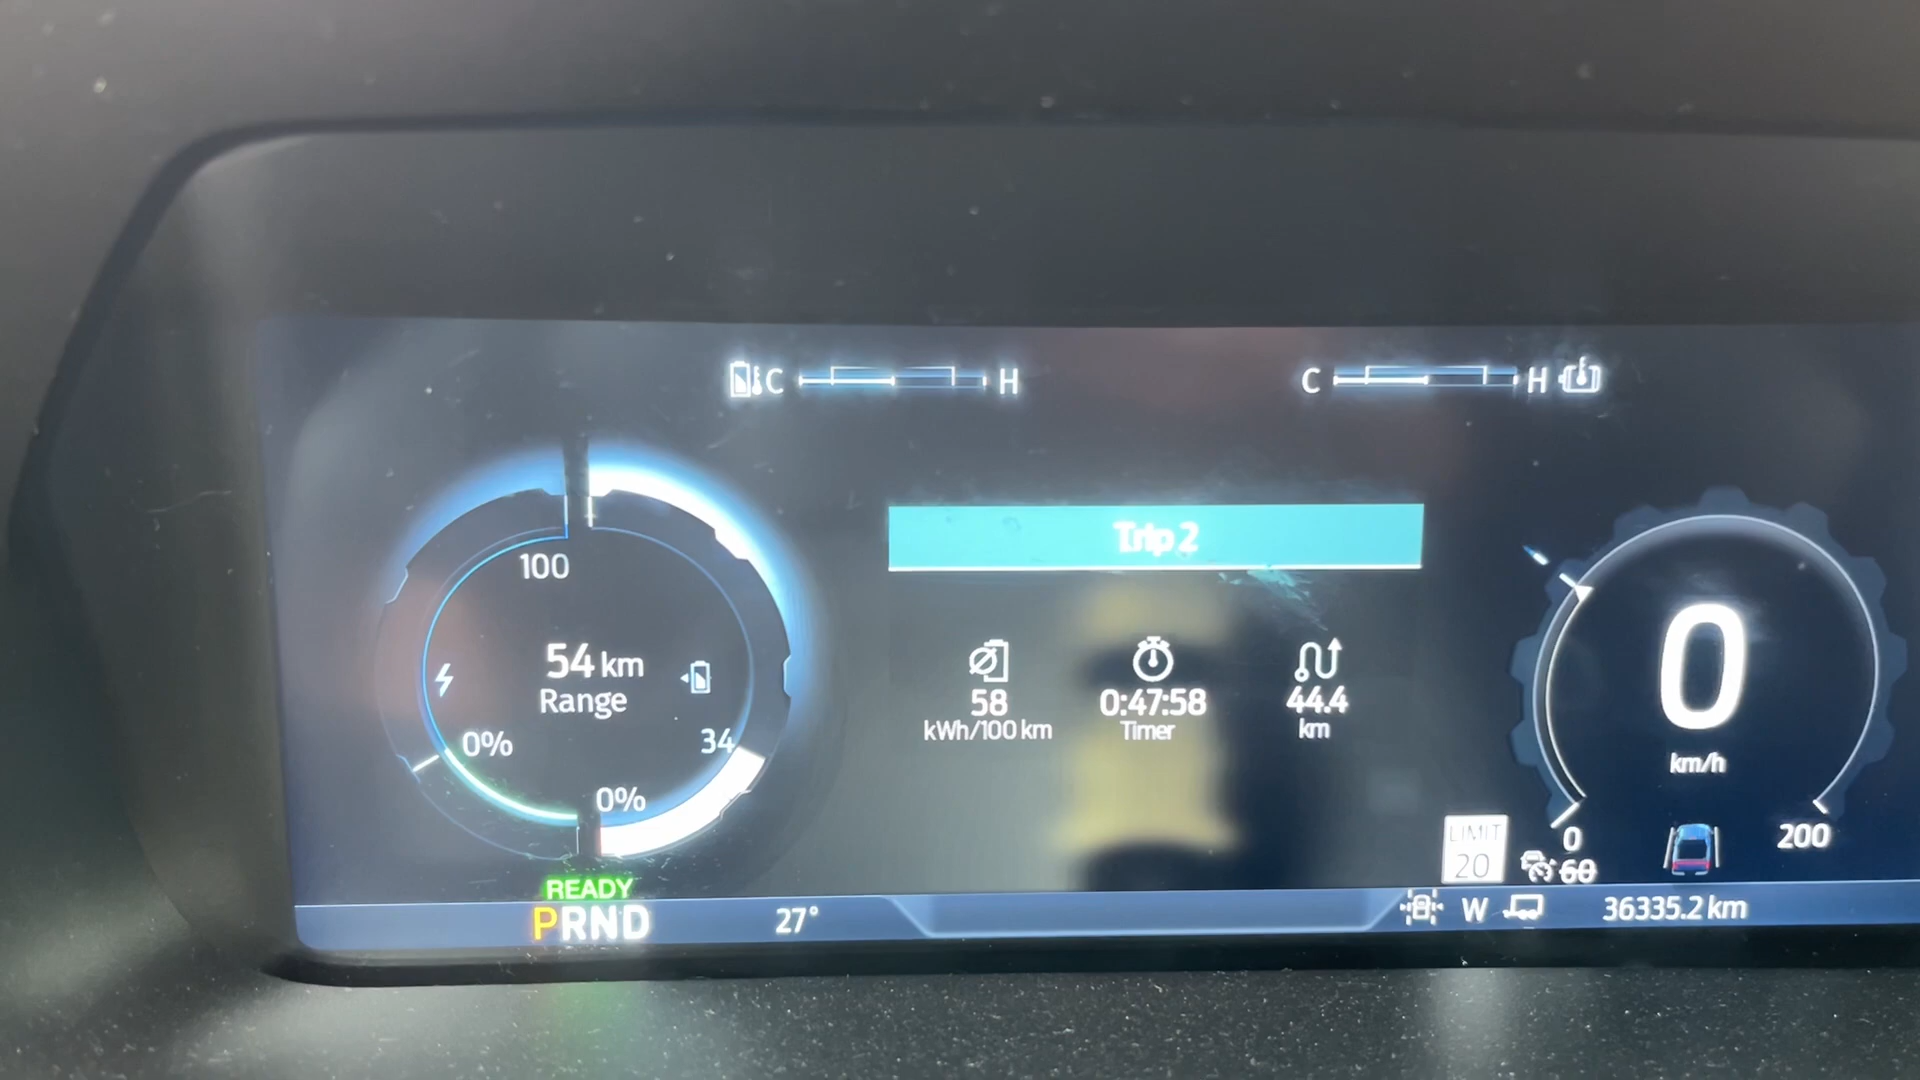 C H
C H
Trip 2
100
54 km
Range
0%
34
0%
58
kWh/100 km
0:47:58
Timer
44.4
km
0
km/h
0
200
LIMIT
20
60
READY
PRND
27°
W
36335.2 km